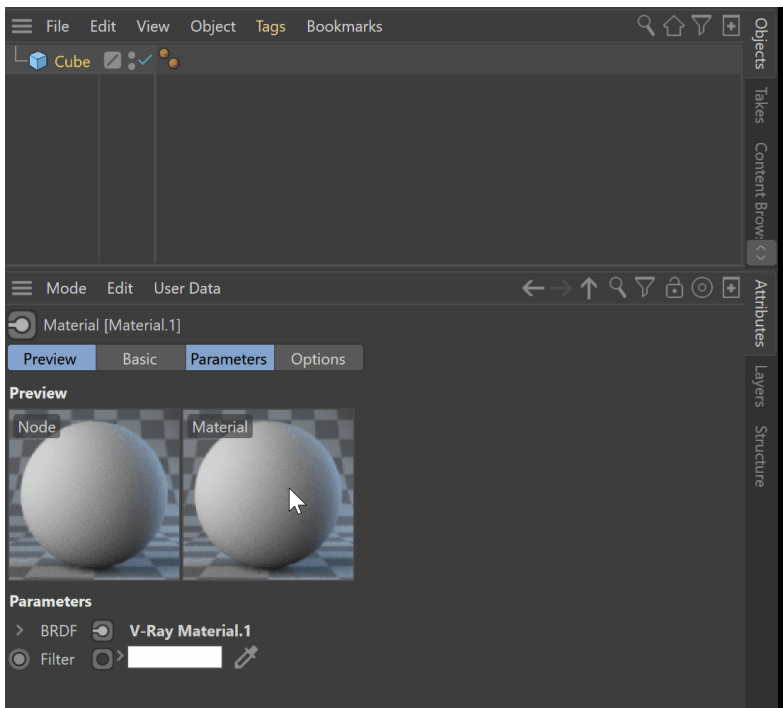 File Edit View Object Tags Bookmarks
Cube
Objects
Takes
Content Brow
Mode Edit User Data
Material [Material.1]
Preview Basic Parameters Options
Preview
Node Material
Parameters
BRDF V-Ray Material.1
Filter
Attributes
Layers
Structure